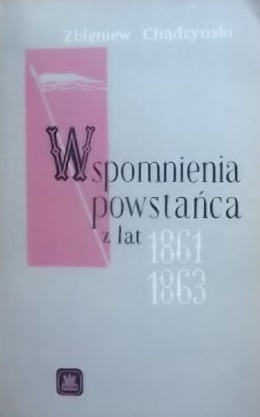 Zbigniew Chądzyński
Wspomnienia
powstańca
z lat 1861
1863